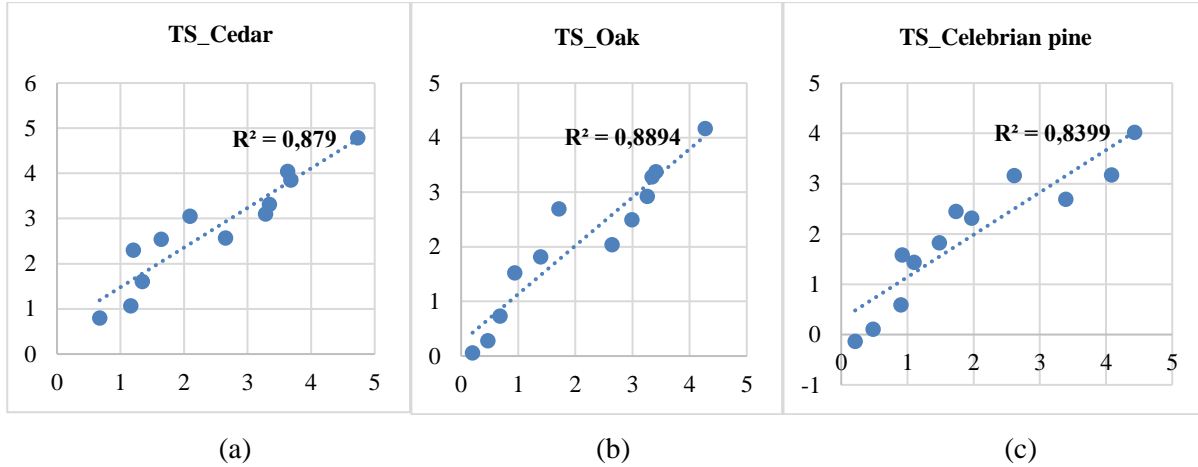 TS_Cedar
6
5
4
3
2
1
0
R² = 0,879
0 1 2 3 4 5
(a)
TS_Oak
5
4
3
2
1
0
R² = 0,8894
0 1 2 3 4 5
(b)
TS_Celebrian pine
5
4
3
2
1
0
-1
R² = 0,8399
0 1 2 3 4 5
(c)